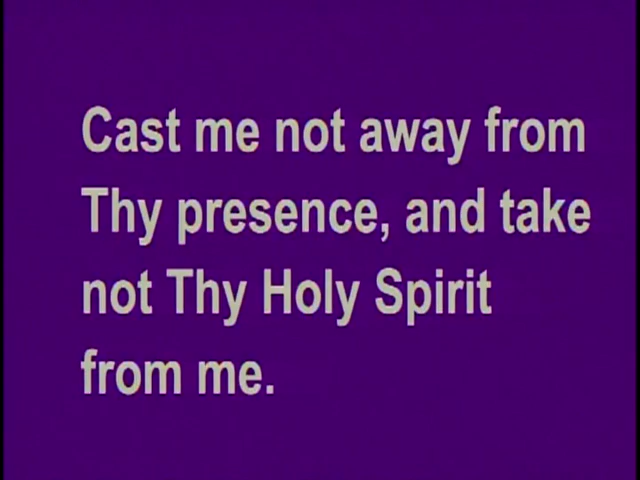 Cast me not away from
Thy presence, and take
not Thy Holy Spirit
from me.